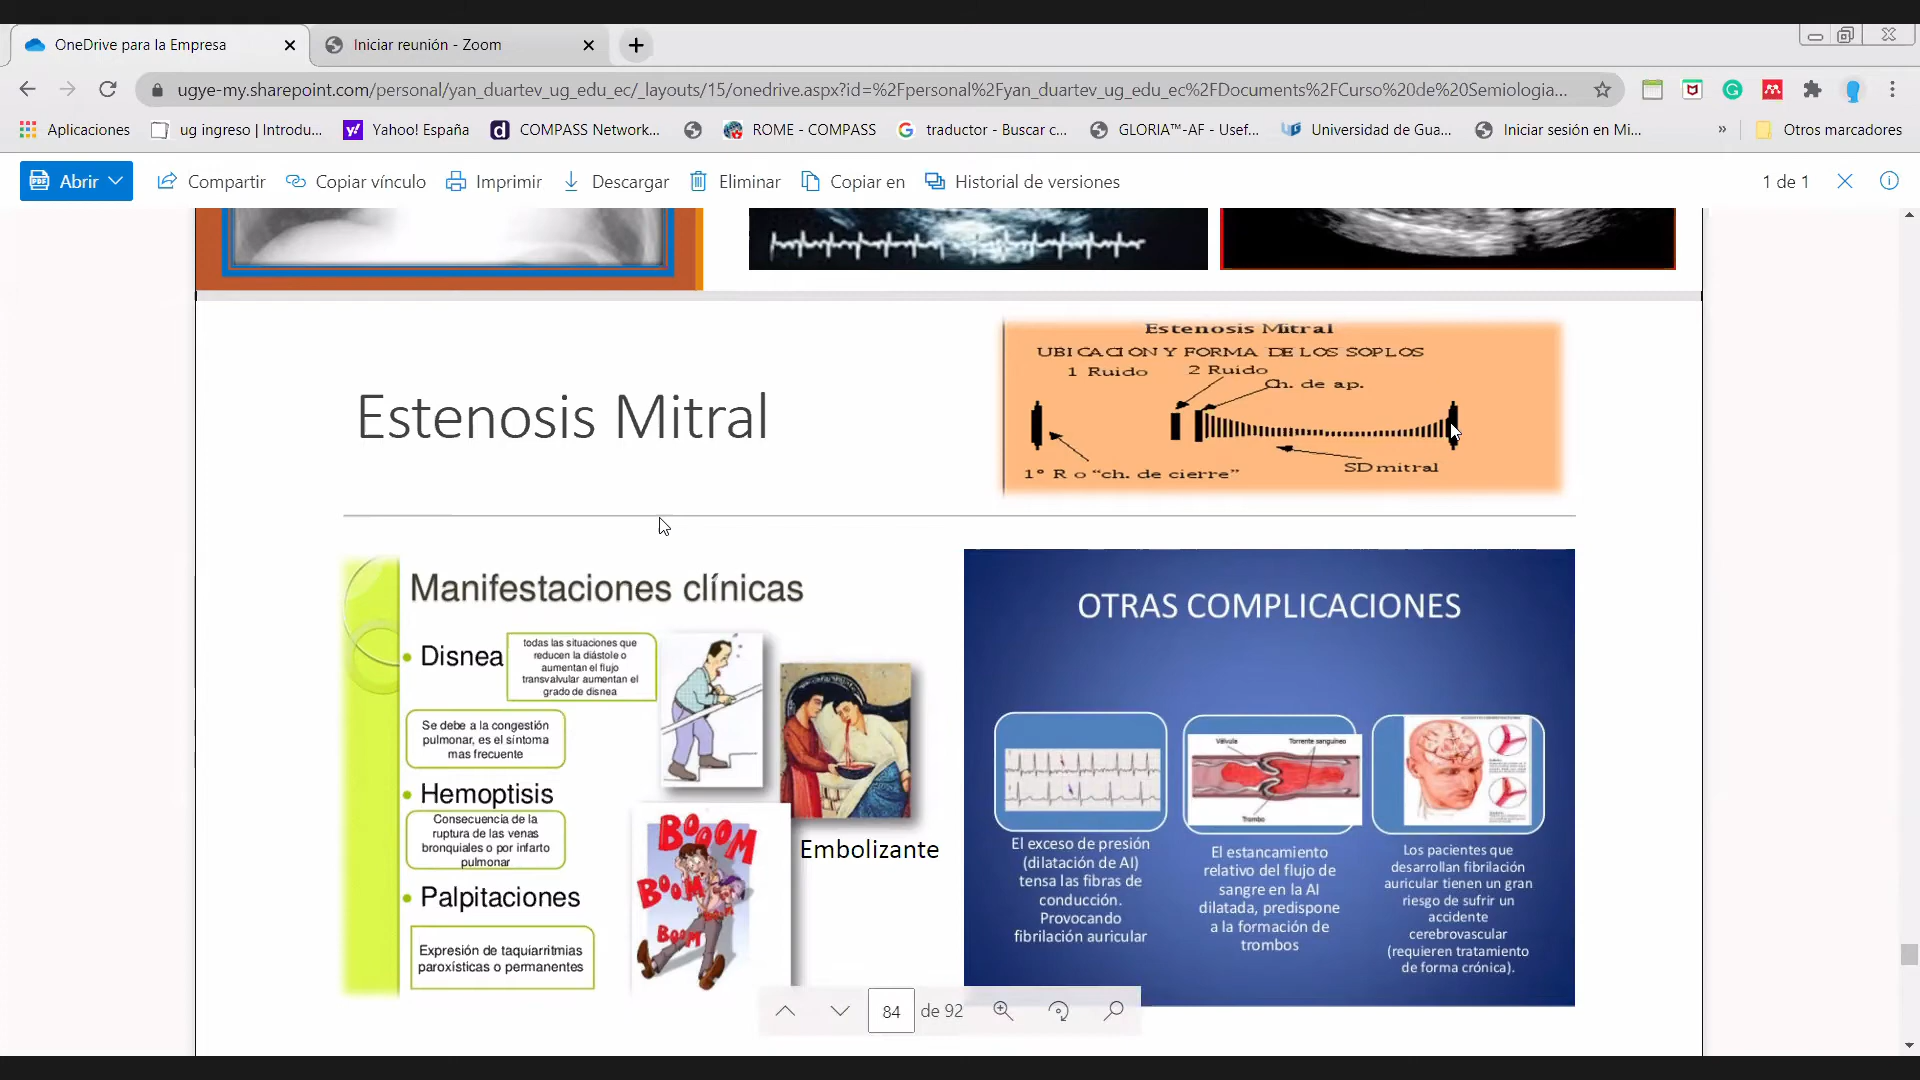 OneDrive para la Empresa
Iniciar reunión - Zoom
ugye-my.sharepoint.com/personal/yan_duartev_ug_edu_ec/_layouts/15/onedrive.aspx?id=%2Fpersonal%2Fyan_duartev_ug_edu_ec%2FDocuments%2FCurso%20de%20Semiologia...
Aplicaciones
ug ingreso | Introdu...
Yahoo! España
COMPASS Network...
ROME - COMPASS
traductor - Buscar c...
GLORIA™-AF - Usef...
Universidad de Gua...
Iniciar sesión en Mi...
»
Otros marcadores
Abrir
Compartir
Copiar vínculo
Imprimir
Descargar
Eliminar
Copiar en
Historial de versiones
1 de 1
Estenosis Mitral
Estenosis Mitral
UBICACION Y FORMA DE LOS SOPLOS
1 Ruido
2 Ruido
Ch. de ap.
1° R o “ch. de cierre”
SD mitral
Manifestaciones clínicas
• Disnea
todas las situaciones que
reducen la diástole o
aumentan el flujo
transvalvular aumentan el
grado de disnea
Se debe a la congestión
pulmonar, es el síntoma
mas frecuente
• Hemoptisis
Consecuencia de la
ruptura de las venas
bronquiales o por infarto
pulmonar
• Palpitaciones
Expresión de taquiarritmias
paroxísticas o permanentes
BOOOM
BOOM
BOOM
BOOM
Embolizante
OTRAS COMPLICACIONES
El exceso de presión
(dilatación de AI)
tensa las fibras de
conducción.
Provocando
fibrilación auricular
Válvula
Torrente sanguíneo
Trombo
El estancamiento
relativo del flujo de
sangre en la AI
dilatada, predispone
a la formación de
trombos
Los pacientes que
desarrollan fibrilación
auricular tienen un gran
riesgo de sufrir un
accidente
cerebrovascular
(requieren tratamiento
de forma crónica).
84 de 92